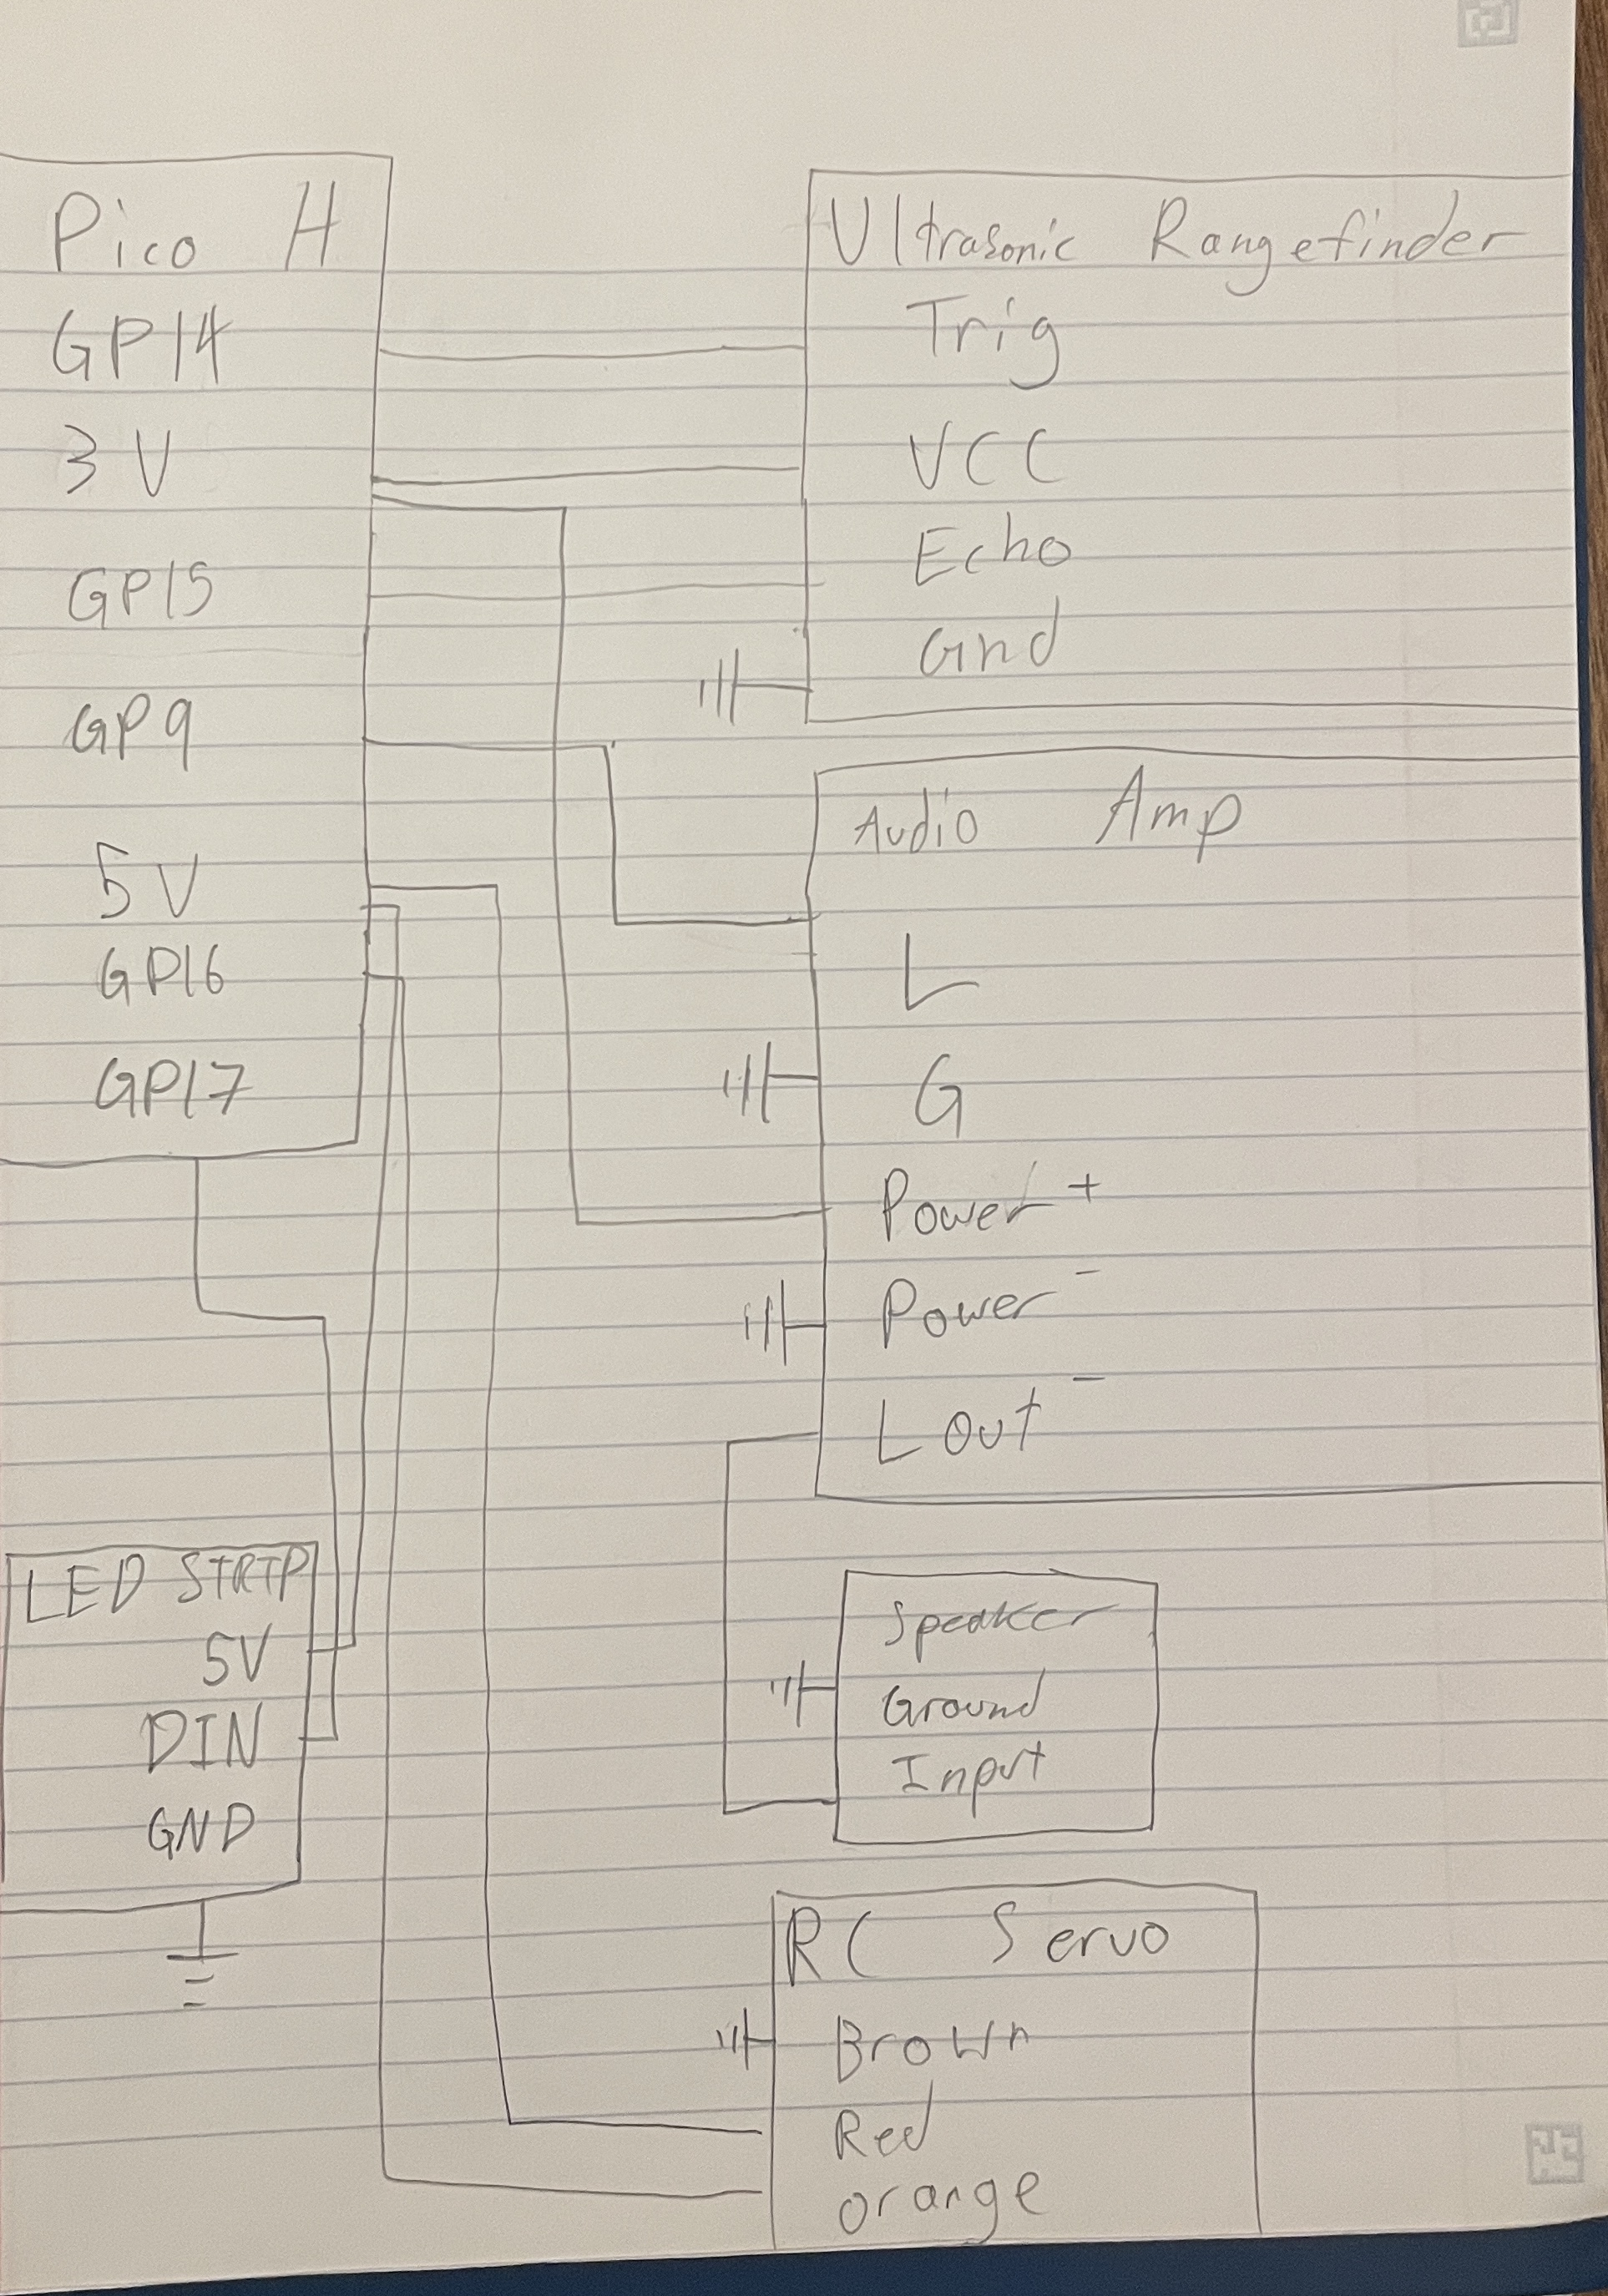 Pico H
GP14
3V
GP15
GP9
5V
GP16
GP17
Ultrasonic Rangefinder
Trig
VCC
Echo
Gnd
Audio Amp
L
G
Power +
Power -
L out -
Speaker
Ground
Input
LED STRIP
5V
DIN
GND
RC Servo
Brown
Red
orange